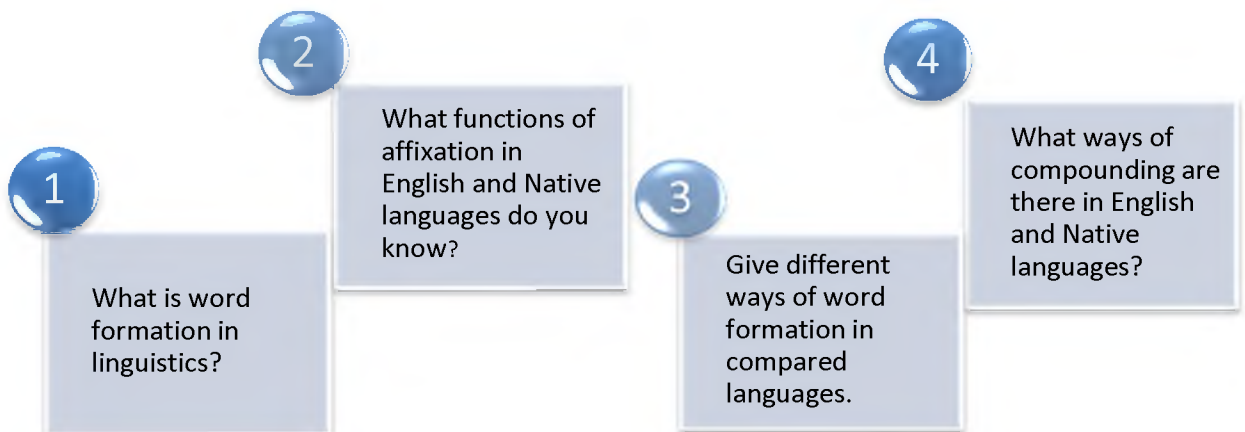 1
What is word
formation in
linguistics?
2
What functions of
affixation in
English and Native
languages do you
know?
3
Give different
ways of word
formation in
compared
languages.
4
What ways of
compounding are
there in English
and Native
languages?